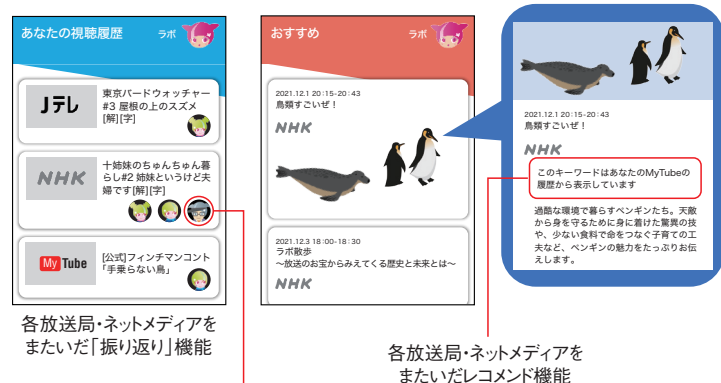 あなたの視聴履歴
ラボ
Jテレ
東京バードウォッチャー
#3 屋根の上のスズメ
[解][字]
NHK
十姉妹のちゅんちゅん暮
らし#2 姉妹というけど夫
婦です[解][字]
My Tube
[公式]フィンチマンコント
「手乗らない鳥」
各放送局・ネットメディアを
またいだ「振り返り」機能
おすすめ
ラボ
2021.12.1 20:15-20:43
鳥類すごいぜ!
NHK
2021.12.3 18:00-18:30
ラボ散歩
〜放送のお宝からみえてくる歴史と未来とは〜
NHK
2021.12.1 20:15-20:43
鳥類すごいぜ!
NHK
このキーワードはあなたのMyTubeの
履歴から表示しています
過酷な環境で暮らすペンギンたち。天敵
から身を守るために身に着けた驚異の技
や、少ない食料で命をつなぐ子育ての工
夫など、ペンギンの魅力をたっぷりお伝
えします。
各放送局・ネットメディアを
またいだレコメンド機能